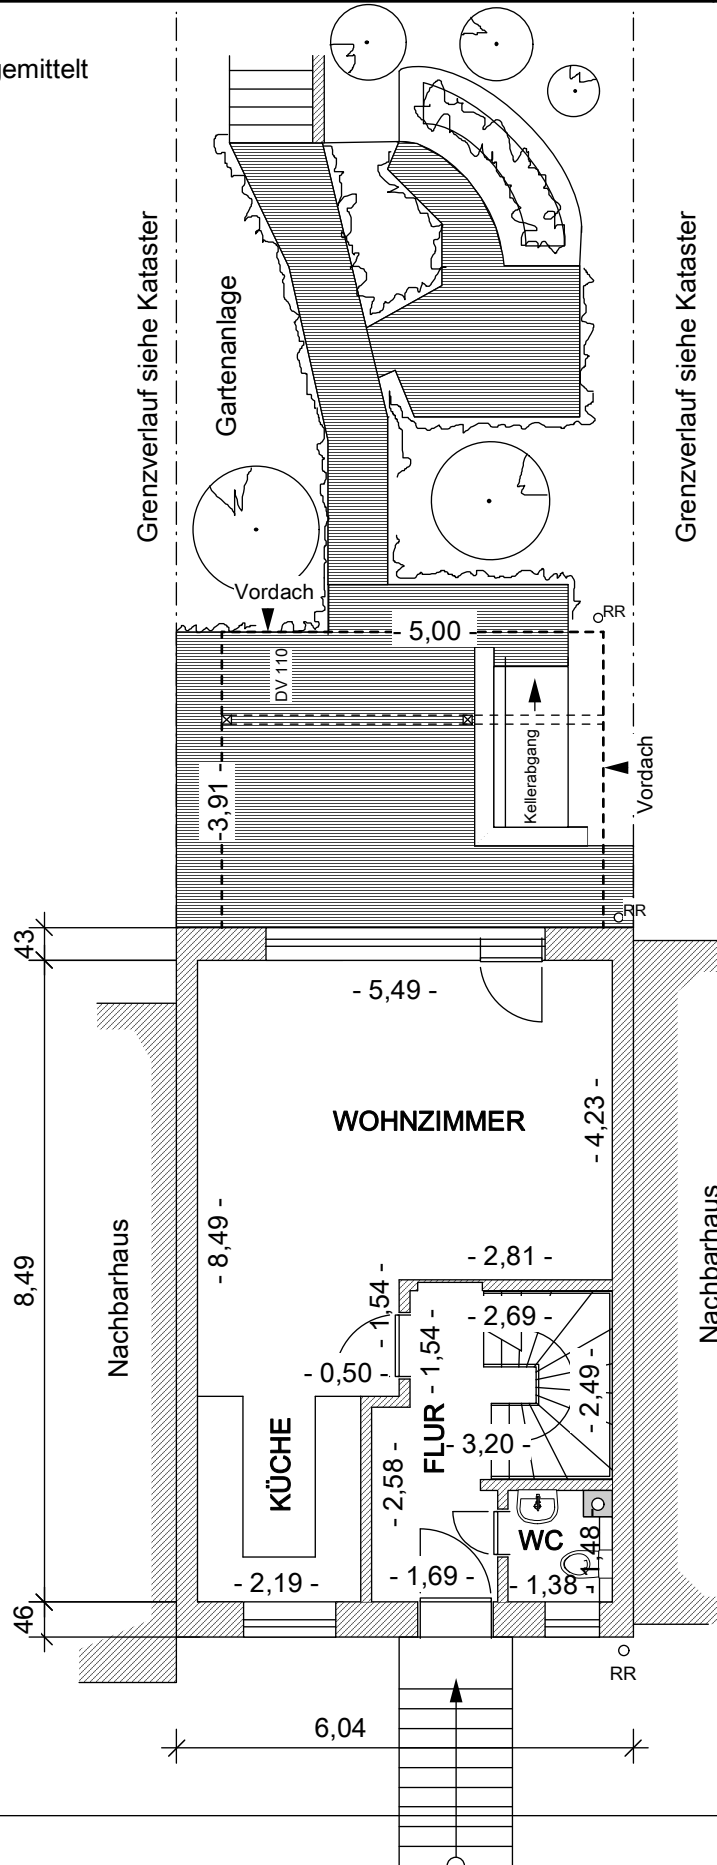 gemittelt
Grenzverlauf siehe Kataster
Gartenanlage
Grenzverlauf siehe Kataster
Vordach
RR
- 5,00 -
DV 110
Kellerabgang
Vordach
-3,91 -
RR
43
- 5,49 -
WOHNZIMMER
- 4,23 -
- 8,49 -
8,49
Nachbarhaus
Nachbarhaus
- 2,81 -
- 1,54 -
- 2,69 -
- 1,54 -
- 0,50 -
- 2,49 -
KÜCHE
FLUR
- 3,20 -
- 2,58 -
WC
- 1,48 -
- 2,19 -
- 1,69 -
- 1,38 -
46
RR
6,04